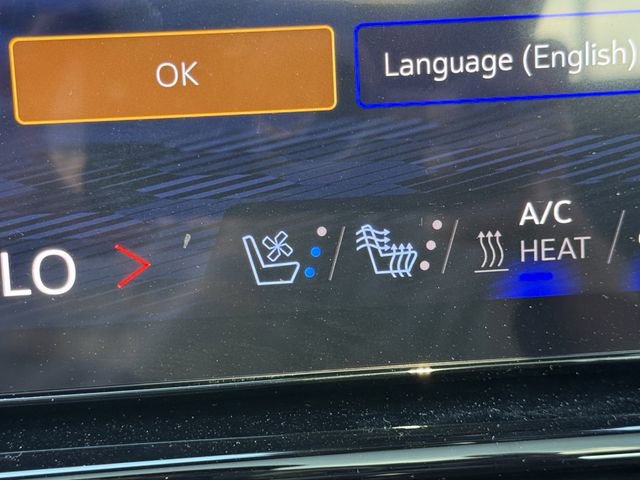 OK
Language (English)
LO >
A/C
HEAT